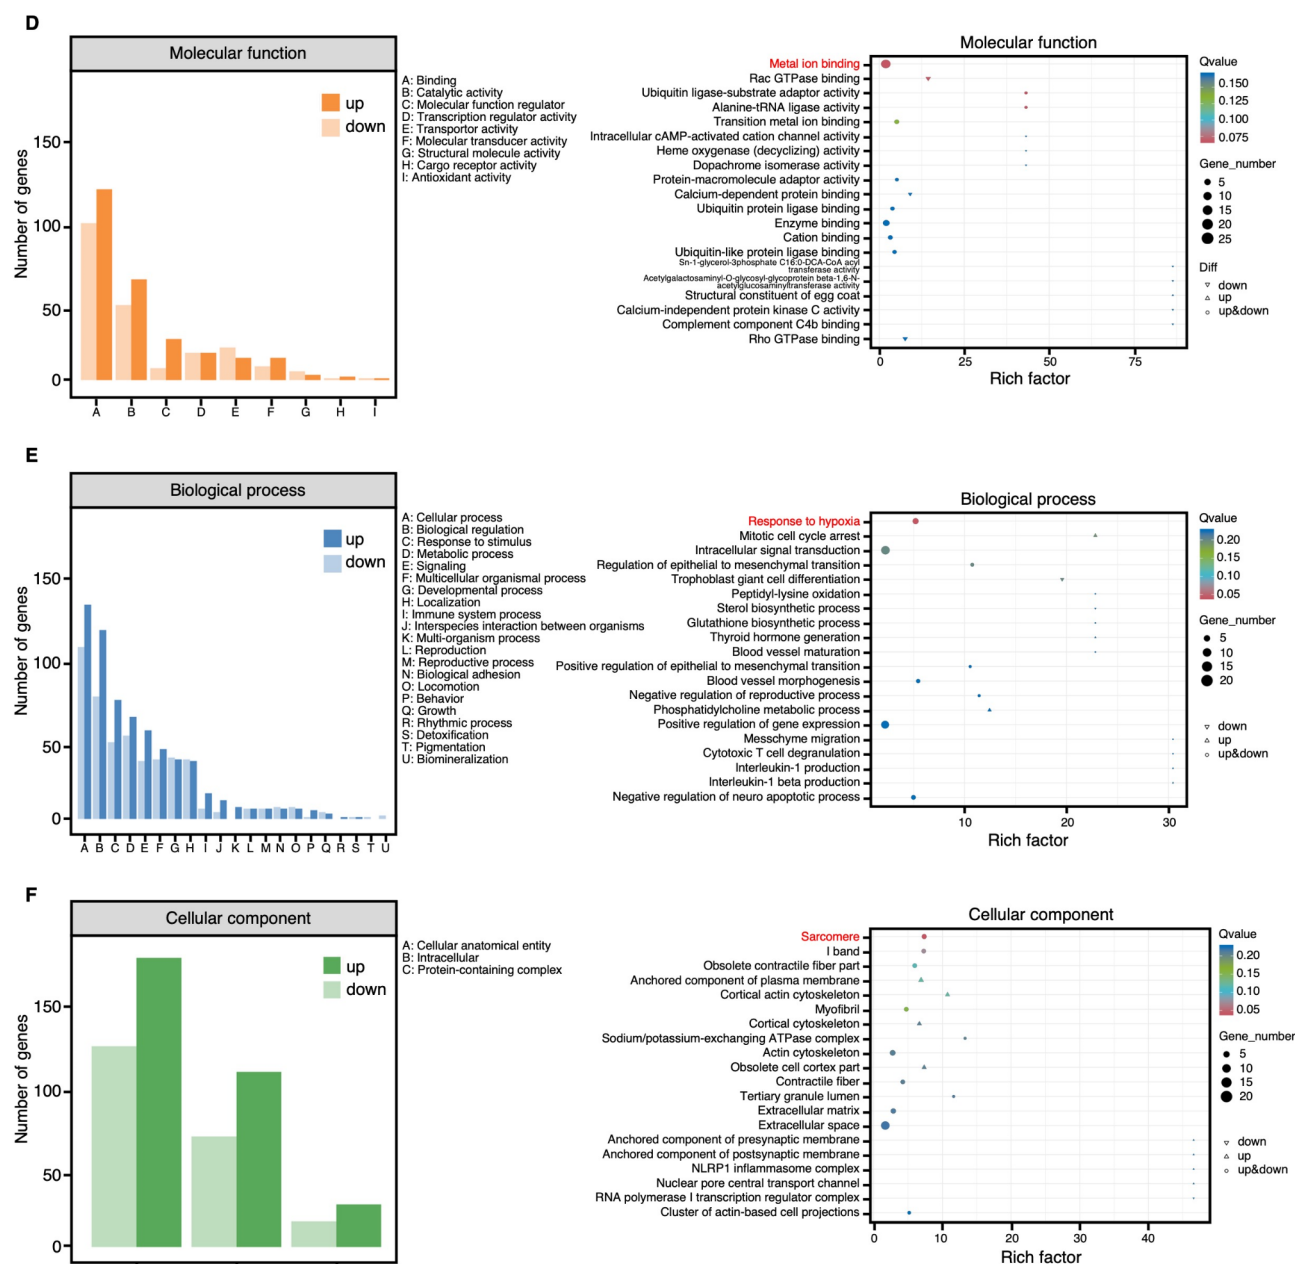 D
Molecular function
up
down
Number of genes
150
100
50
0
A B C D E F G H I
A: Binding
B: Catalytic activity
C: Molecular function regulator
D: Transcription regulator activity
E: Transportor activity
F: Molecular transducer activity
G: Structural molecule activity
H: Cargo receptor activity
I: Antioxidant activity
Molecular function
Metal ion binding
Rac GTPase binding
Ubiquitin ligase-substrate adaptor activity
Alanine-tRNA ligase activity
Transition metal ion binding
Intracellular cAMP-activated cation channel activity
Heme oxygenase (decyclizing) activity
Dopachrome isomerase activity
Protein-macromolecule adaptor activity
Calcium-dependent protein binding
Ubiquitin protein ligase binding
Enzyme binding
Cation binding
Ubiquitin-like protein ligase binding
Sn-1-glycerol-3phosphate C16:0-DCA-CoA acyl
transferase activity
Acetylgalactosaminyl-O-glycosyl-glycoprotein beta-1,6-N-
acetylglucosaminyltransferase activity
Structural constituent of egg coat
Calcium-independent protein kinase C activity
Complement component C4b binding
Rho GTPase binding
0 25 50 75
Rich factor
Qvalue
0.150
0.125
0.100
0.075
Gene_number
5
10
15
20
25
Diff
down
up
up&down
E
Biological process
up
down
Number of genes
150
100
50
0
A B C D E F G H I J K L M N O P Q R S T U
A: Cellular process
B: Biological regulation
C: Response to stimulus
D: Metabolic process
E: Signaling
F: Multicellular organismal process
G: Developmental process
H: Localization
I: Immune system process
J: Interspecies interaction between organisms
K: Multi-organism process
L: Reproduction
M: Reproductive process
N: Biological adhesion
O: Locomotion
P: Behavior
Q: Growth
R: Rhythmic process
S: Detoxification
T: Pigmentation
U: Biomineralization
Biological process
Response to hypoxia
Mitotic cell cycle arrest
Intracellular signal transduction
Regulation of epithelial to mesenchymal transition
Trophoblast giant cell differentiation
Peptidyl-lysine oxidation
Sterol biosynthetic process
Glutathione biosynthetic process
Thyroid hormone generation
Blood vessel maturation
Positive regulation of epithelial to mesenchymal transition
Blood vessel morphogenesis
Negative regulation of reproductive process
Phosphatidylcholine metabolic process
Positive regulation of gene expression
Messchyme migration
Cytotoxic T cell degranulation
Interleukin-1 production
Interleukin-1 beta production
Negative regulation of neuro apoptotic process
10 20 30
Rich factor
Qvalue
0.20
0.15
0.10
0.05
Gene_number
5
10
15
20
down
up
up&down
F
Cellular component
up
down
Number of genes
150
100
50
0
A: Cellular anatomical entity
B: Intracellular
C: Protein-containing complex
Cellular component
Sarcomere
I band
Obsolete contractile fiber part
Anchored component of plasma membrane
Cortical actin cytoskeleton
Myofibril
Cortical cytoskeleton
Sodium/potassium-exchanging ATPase complex
Actin cytoskeleton
Obsolete cell cortex part
Contractile fiber
Tertiary granule lumen
Extracellular matrix
Extracellular space
Anchored component of presynaptic membrane
Anchored component of postsynaptic membrane
NLRP1 inflammasome complex
Nuclear pore central transport channel
RNA polymerase I transcription regulator complex
Cluster of actin-based cell projections
0 10 20 30 40
Rich factor
Qvalue
0.20
0.15
0.10
0.05
Gene_number
5
10
15
20
down
up
up&down